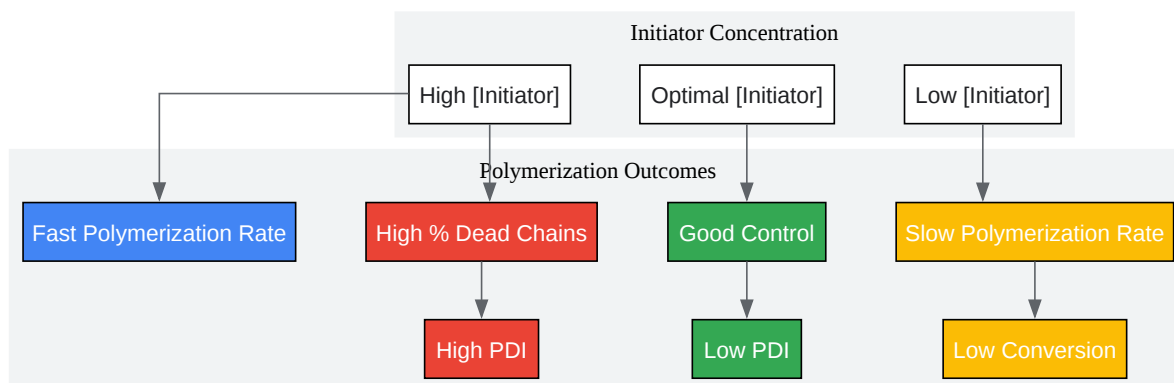 Initiator Concentration
High [Initiator]
Optimal [Initiator]
Low [Initiator]
Polymerization Outcomes
Fast Polymerization Rate
High % Dead Chains
Good Control
Slow Polymerization Rate
High PDI
Low PDI
Low Conversion